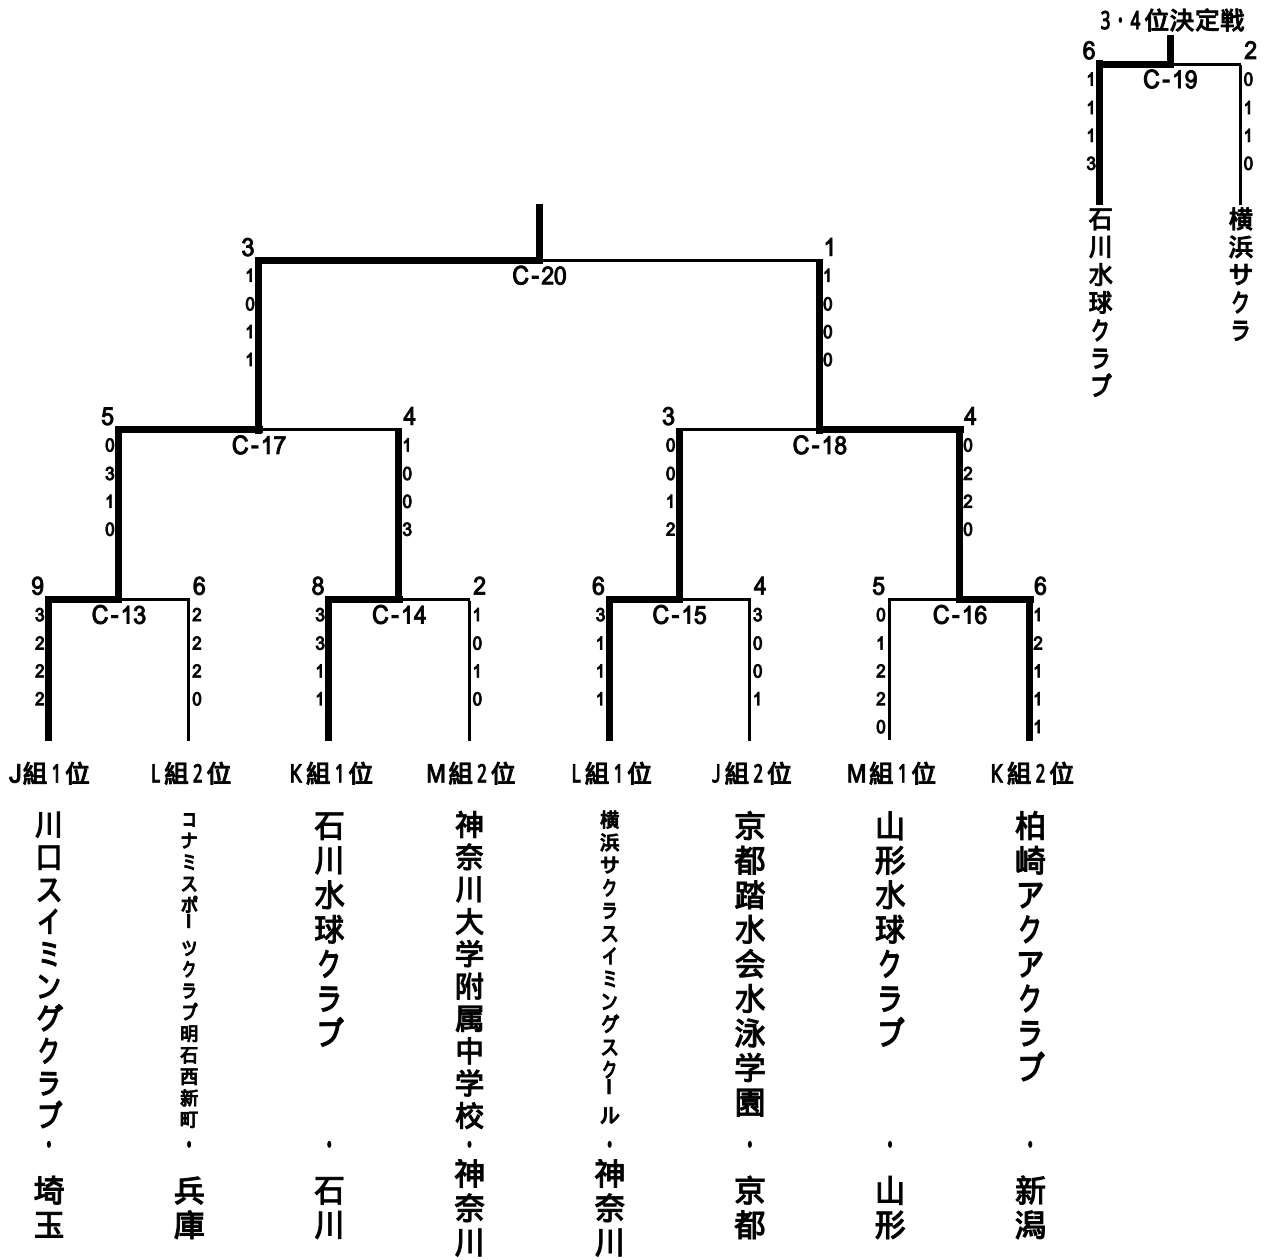 3・4位決定戦
6 2
C-19
1 0
1 1
1 1
3 0
石川水球クラブ
横浜サクラ
3 1
C-20
1 1
0 0
1 0
1 0
5 4 3 4
C-17 C-18
0 1 0 0
3 0 0 2
1 0 1 2
0 3 2 0
9 6 8 2 6 4 5 6
C-13 C-14 C-15 C-16
3 2 3 1 3 3 0 1
2 2 3 0 1 0 1 2
2 2 1 1 1 0 2 1
2 0 1 0 1 1 2 1
0 1
J組1位 L組2位 K組1位 M組2位 L組1位 J組2位 M組1位 K組2位
川口スイミングクラブ・埼玉
コナミスポーツクラブ明石西新町・兵庫
石川水球クラブ・石川
神奈川大学附属中学校・神奈川
横浜サクラスイミングスクール・神奈川
京都踏水会水泳学園・京都
山形水球クラブ・山形
柏崎アクアクラブ・新潟